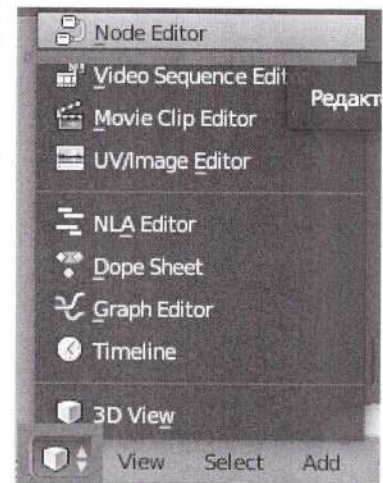 Node Editor
Video Sequence Edit
Редакт
Movie Clip Editor
UV/Image Editor
NLA Editor
Dope Sheet
Graph Editor
Timeline
3D View
View Select Add